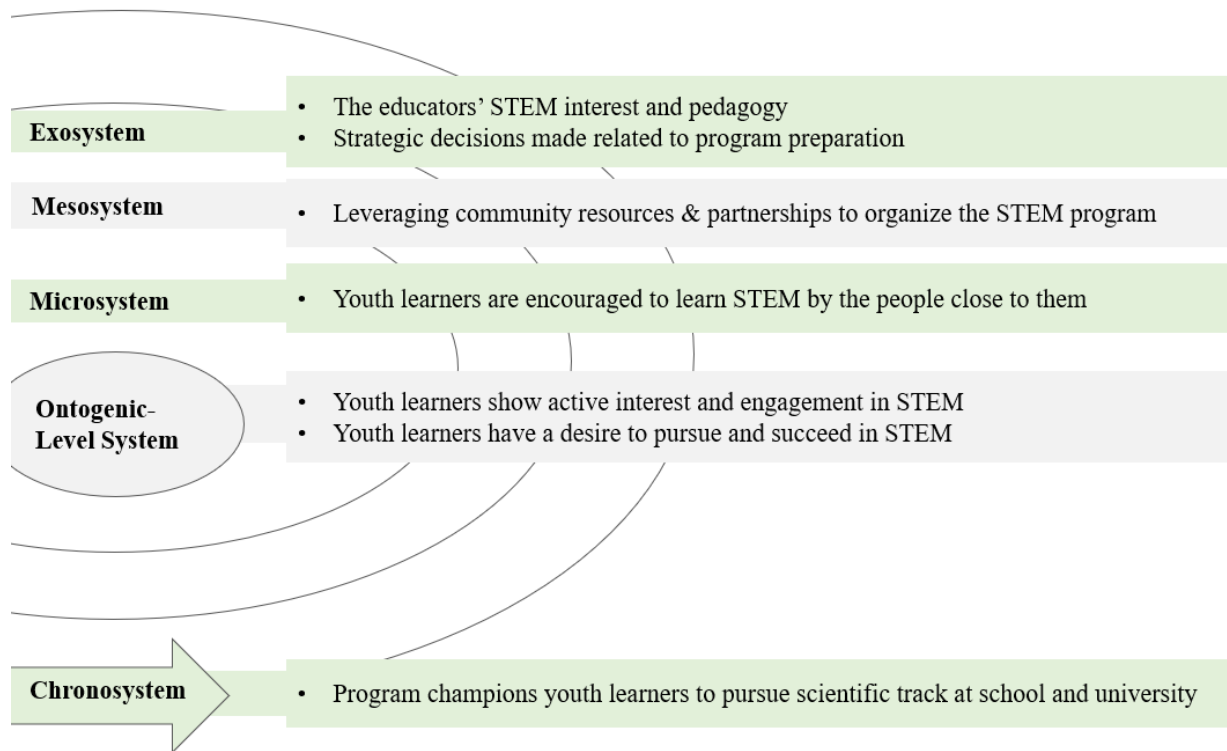 Exosystem
• The educators’ STEM interest and pedagogy
• Strategic decisions made related to program preparation
Mesosystem
• Leveraging community resources & partnerships to organize the STEM program
Microsystem
• Youth learners are encouraged to learn STEM by the people close to them
Ontogenic-
Level System
• Youth learners show active interest and engagement in STEM
• Youth learners have a desire to pursue and succeed in STEM
Chronosystem
• Program champions youth learners to pursue scientific track at school and university